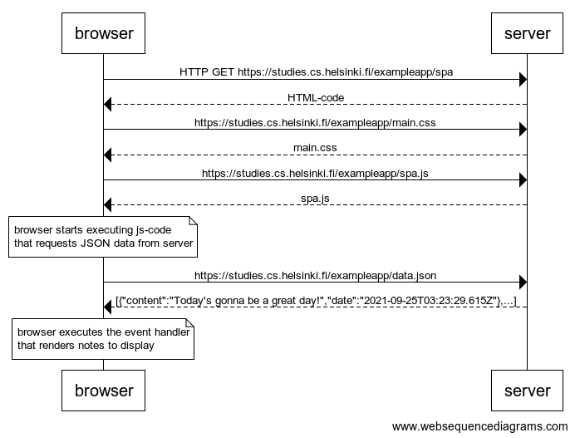 browser server
HTTP GET https://studies.cs.helsinki.fi/exampleapp/spa
HTML-code
https://studies.cs.helsinki.fi/exampleapp/main.css
main.css
https://studies.cs.helsinki.fi/exampleapp/spa.js
spa.js
browser starts executing js-code
that requests JSON data from server
https://studies.cs.helsinki.fi/exampleapp/data.json
[{"content":"Today's gonna be a great day!","date":"2021-09-25T03:23:29.615Z"},...]
browser executes the event handler
that renders notes to display
browser server
www.websequencediagrams.com